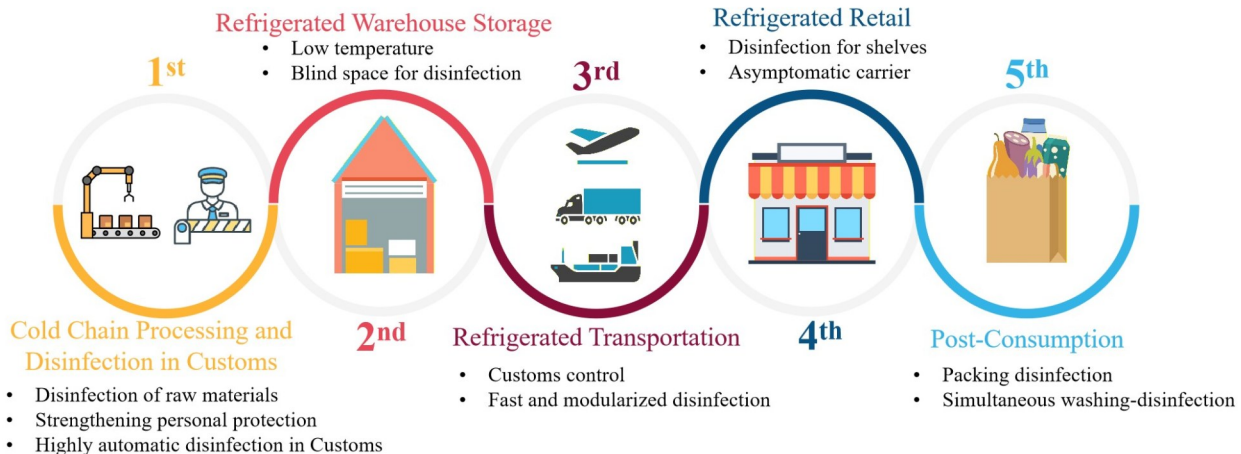 1st
Cold Chain Processing and
Disinfection in Customs
• Disinfection of raw materials
• Strengthening personal protection
• Highly automatic disinfection in Customs
Refrigerated Warehouse Storage
• Low temperature
• Blind space for disinfection
2nd
3rd
Refrigerated Transportation
• Customs control
• Fast and modularized disinfection
Refrigerated Retail
• Disinfection for shelves
• Asymptomatic carrier
4th
5th
Post-Consumption
• Packing disinfection
• Simultaneous washing-disinfection